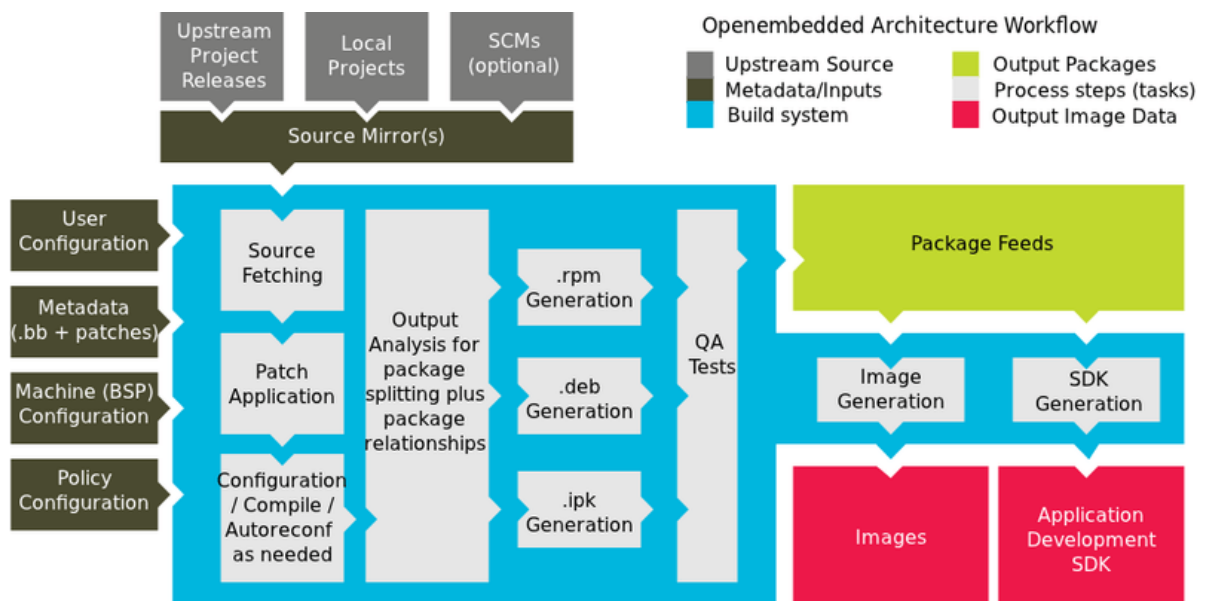 Openembedded Architecture Workflow
Upstream Source
Metadata/Inputs
Build system
Output Packages
Process steps (tasks)
Output Image Data
Upstream
Project
Releases
Local
Projects
SCMs
(optional)
Source Mirror(s)
User
Configuration
Metadata
(.bb + patches)
Machine (BSP)
Configuration
Policy
Configuration
Source
Fetching
Patch
Application
Configuration
/ Compile /
Autoreconf
as needed
Output
Analysis for
package
splitting plus
package
relationships
.rpm
Generation
.deb
Generation
.ipk
Generation
QA
Tests
Package Feeds
Image
Generation
SDK
Generation
Images
Application
Development
SDK